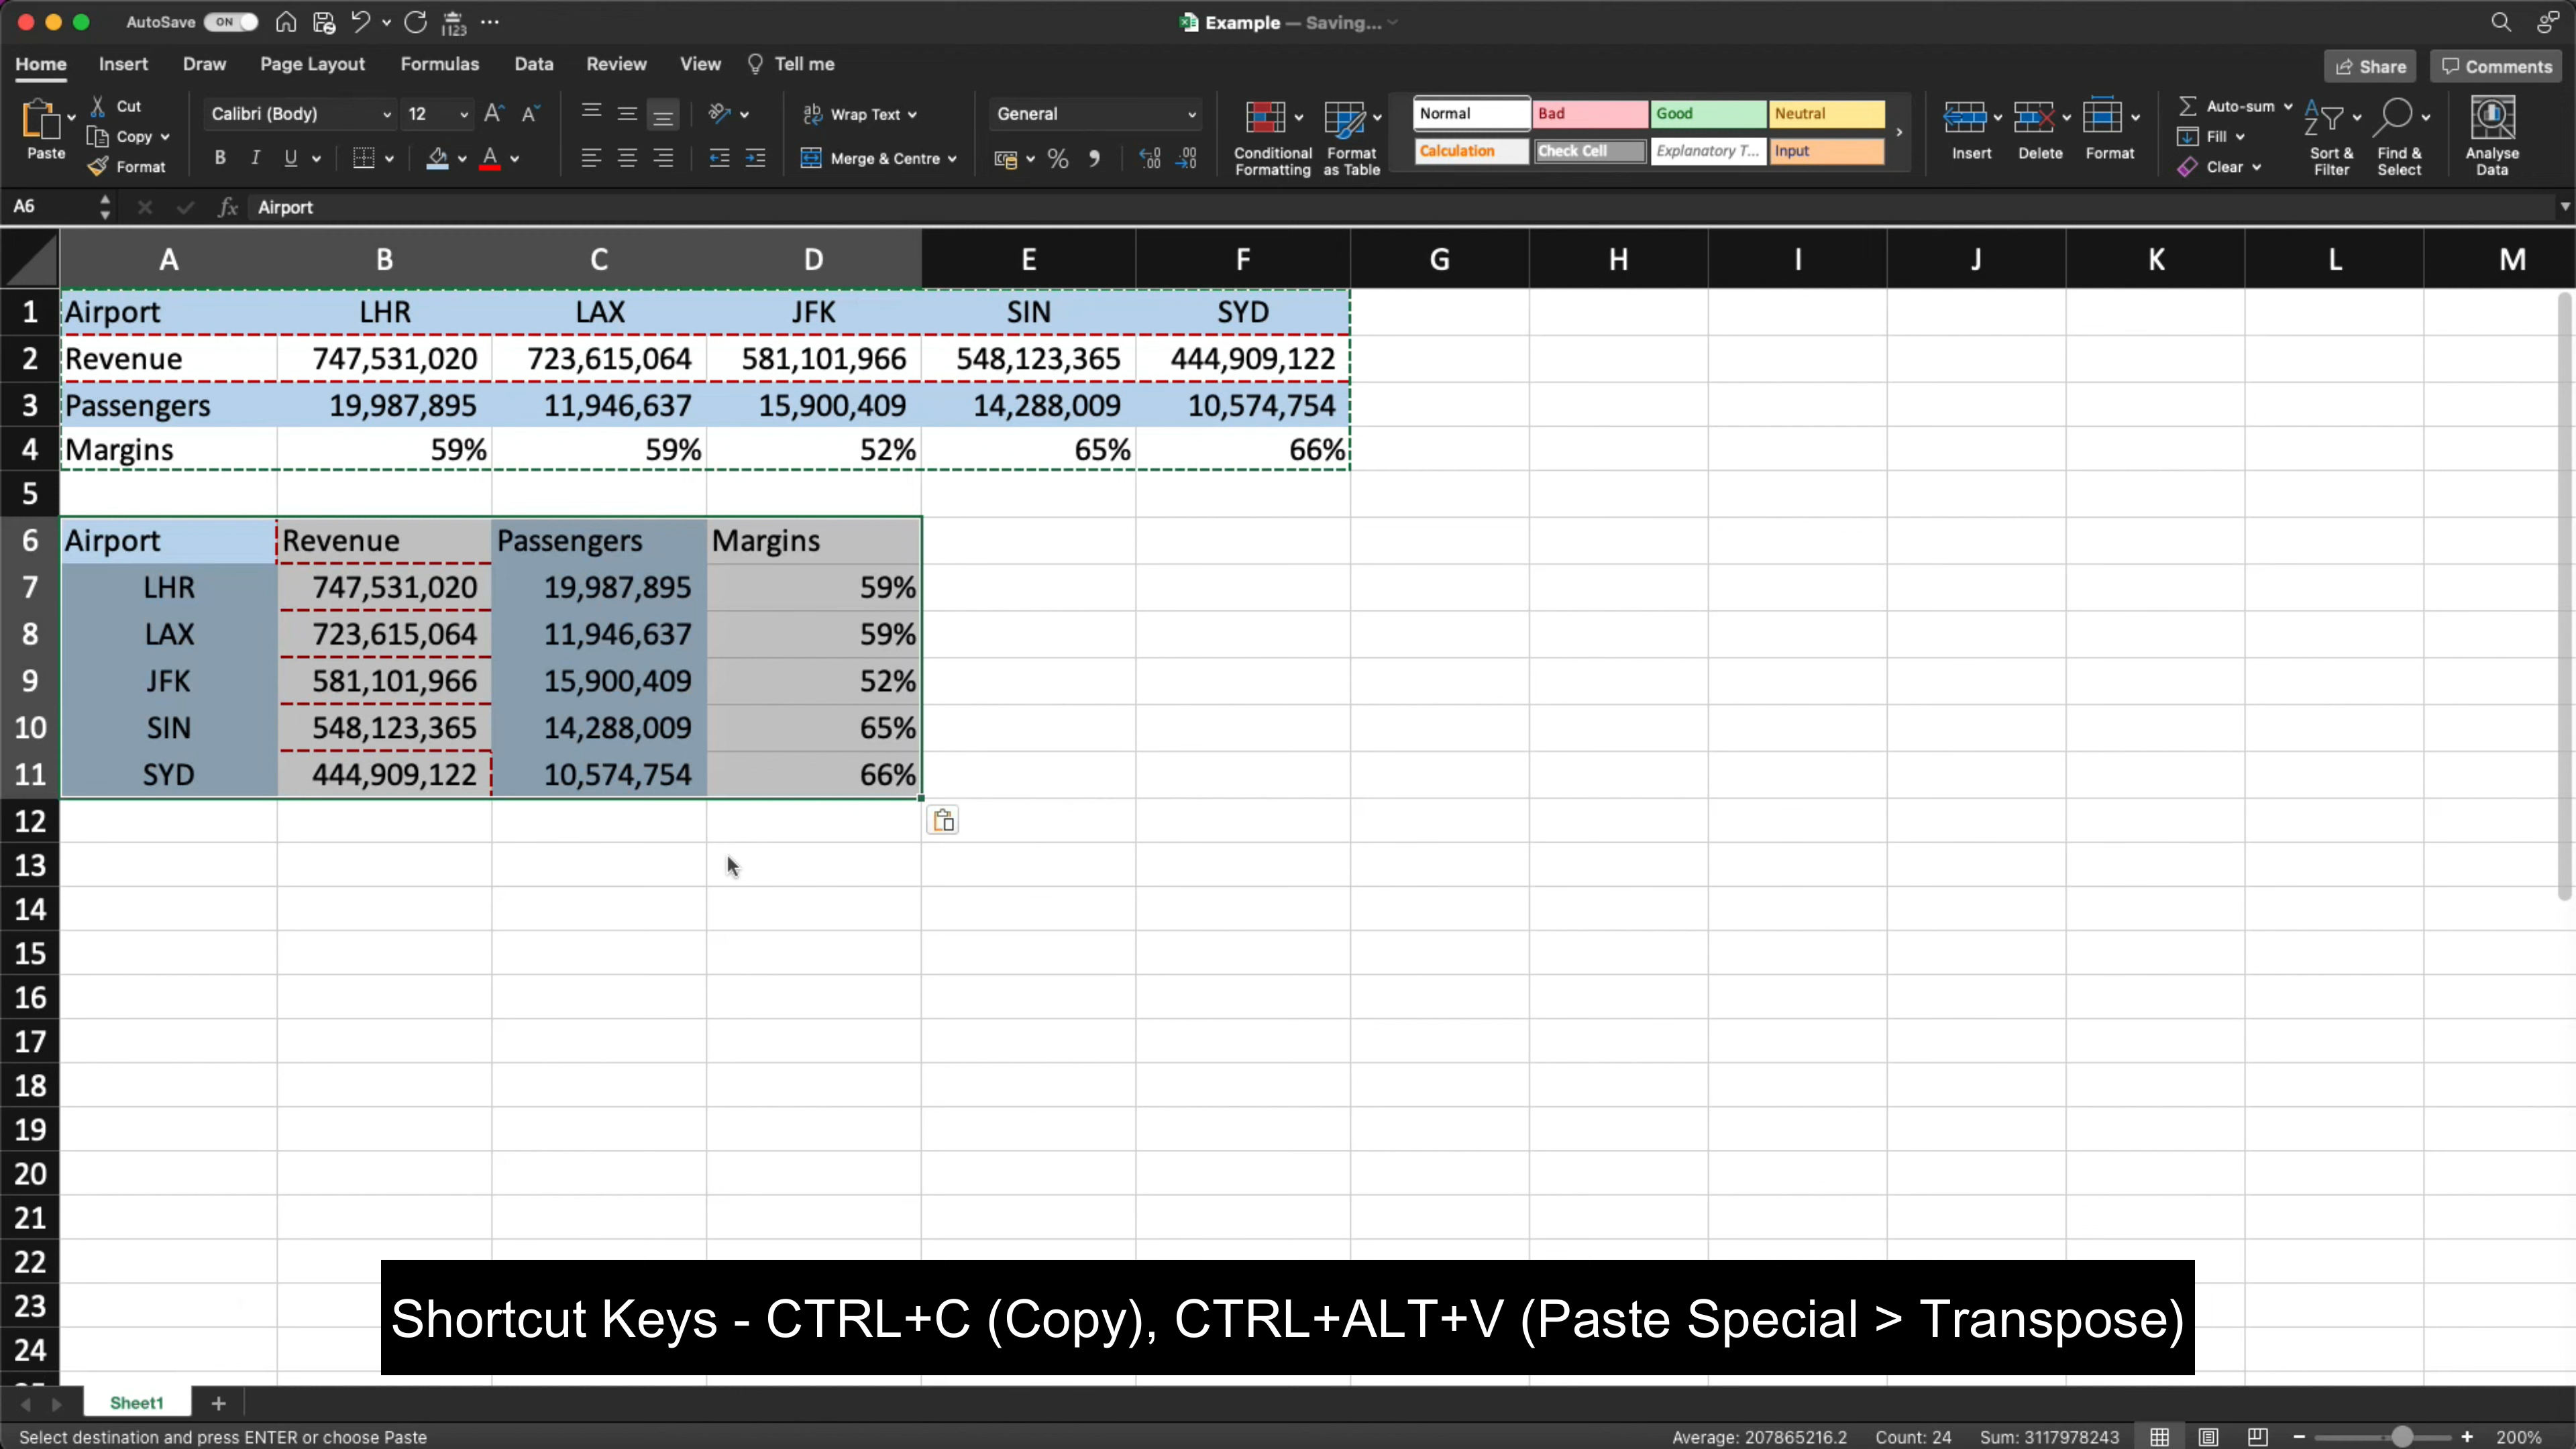 AutoSave ON Example — Saving...
Home Insert Draw Page Layout Formulas Data Review View Tell me Share Comments
Paste Cut Copy Format
Calibri (Body) 12
B I U A
ab Wrap Text
Merge & Centre
General
% 9
Conditional Formatting
Format as Table
Normal Bad Good Neutral
Calculation Check Cell Explanatory T... Input
Insert Delete Format
Auto-sum
Fill
Clear
Sort & Filter
Find & Select
Analyse Data
A6 fx Airport
A B C D E F G H I J K L M
1 Airport LHR LAX JFK SIN SYD
2 Revenue 747,531,020 723,615,064 581,101,966 548,123,365 444,909,122
3 Passengers 19,987,895 11,946,637 15,900,409 14,288,009 10,574,754
4 Margins 59% 59% 52% 65% 66%
5
6 Airport Revenue Passengers Margins
7 LHR 747,531,020 19,987,895 59%
8 LAX 723,615,064 11,946,637 59%
9 JFK 581,101,966 15,900,409 52%
10 SIN 548,123,365 14,288,009 65%
11 SYD 444,909,122 10,574,754 66%
12
13
14
15
16
17
18
19
20
21
22
23
24
Shortcut Keys - CTRL+C (Copy), CTRL+ALT+V (Paste Special > Transpose)
Sheet1 +
Select destination and press ENTER or choose Paste Average: 207865216.2 Count: 24 Sum: 3117978243 − + 200%